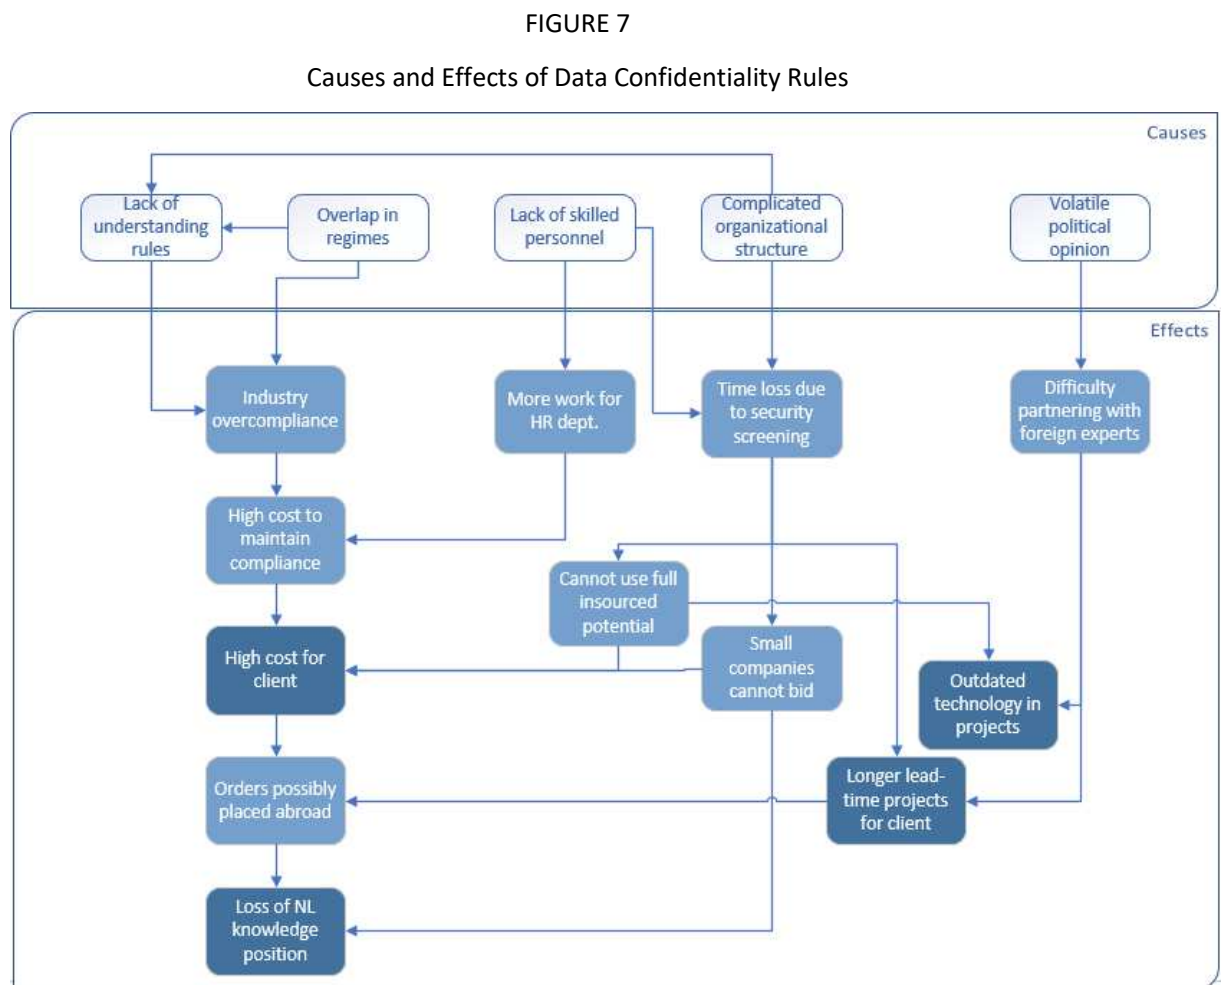 FIGURE 7
Causes and Effects of Data Confidentiality Rules
Causes
Lack of
understanding
rules
Overlap in
regimes
Lack of skilled
personnel
Complicated
organizational
structure
Volatile
political
opinion
Effects
Industry
overcompliance
More work for
HR dept.
Time loss due
to security
screening
Difficulty
partnering with
foreign experts
High cost to
maintain
compliance
Cannot use full
insourced
potential
High cost for
client
Small
companies
cannot bid
Outdated
technology in
projects
Orders possibly
placed abroad
Longer lead-
time projects
for client
Loss of NL
knowledge
position